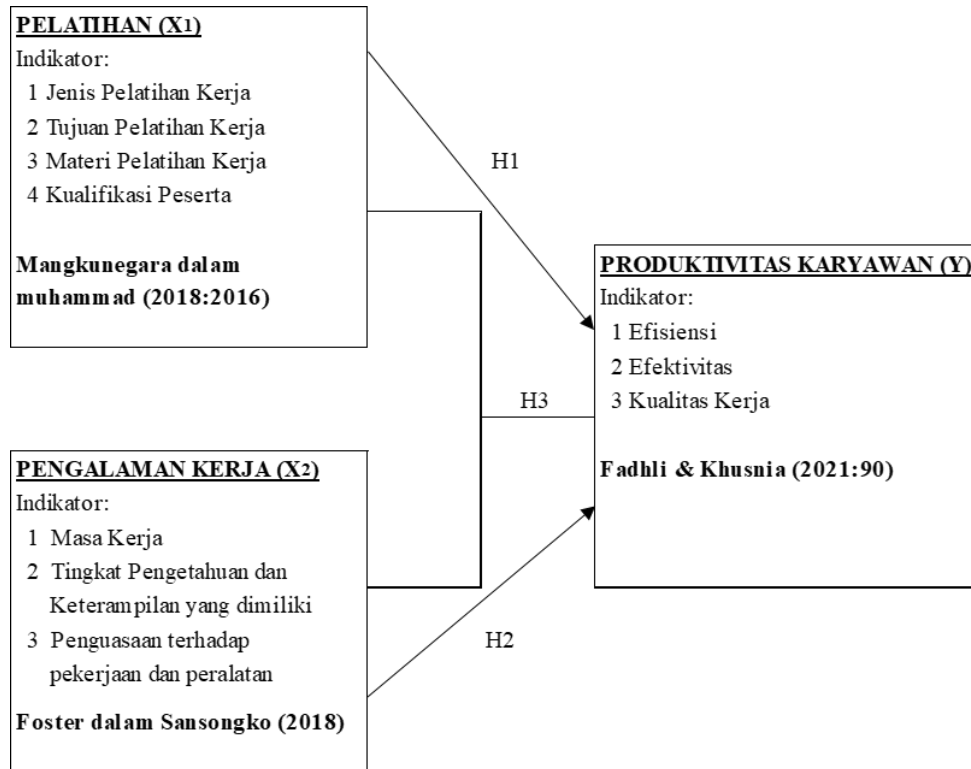 PELATIHAN (X1)
Indikator:
1 Jenis Pelatihan Kerja
2 Tujuan Pelatihan Kerja
3 Materi Pelatihan Kerja
4 Kualifikasi Peserta
Mangkunegara dalam
muhammad (2018:2016)
H1
PRODUKTIVITAS KARYAWAN (Y)
Indikator:
1 Efisiensi
2 Efektivitas
3 Kualitas Kerja
Fadhli & Khusnia (2021:90)
H3
PENGALAMAN KERJA (X2)
Indikator:
1 Masa Kerja
2 Tingkat Pengetahuan dan
Keterampilan yang dimiliki
3 Penguasaan terhadap
pekerjaan dan peralatan
Foster dalam Sansongko (2018)
H2